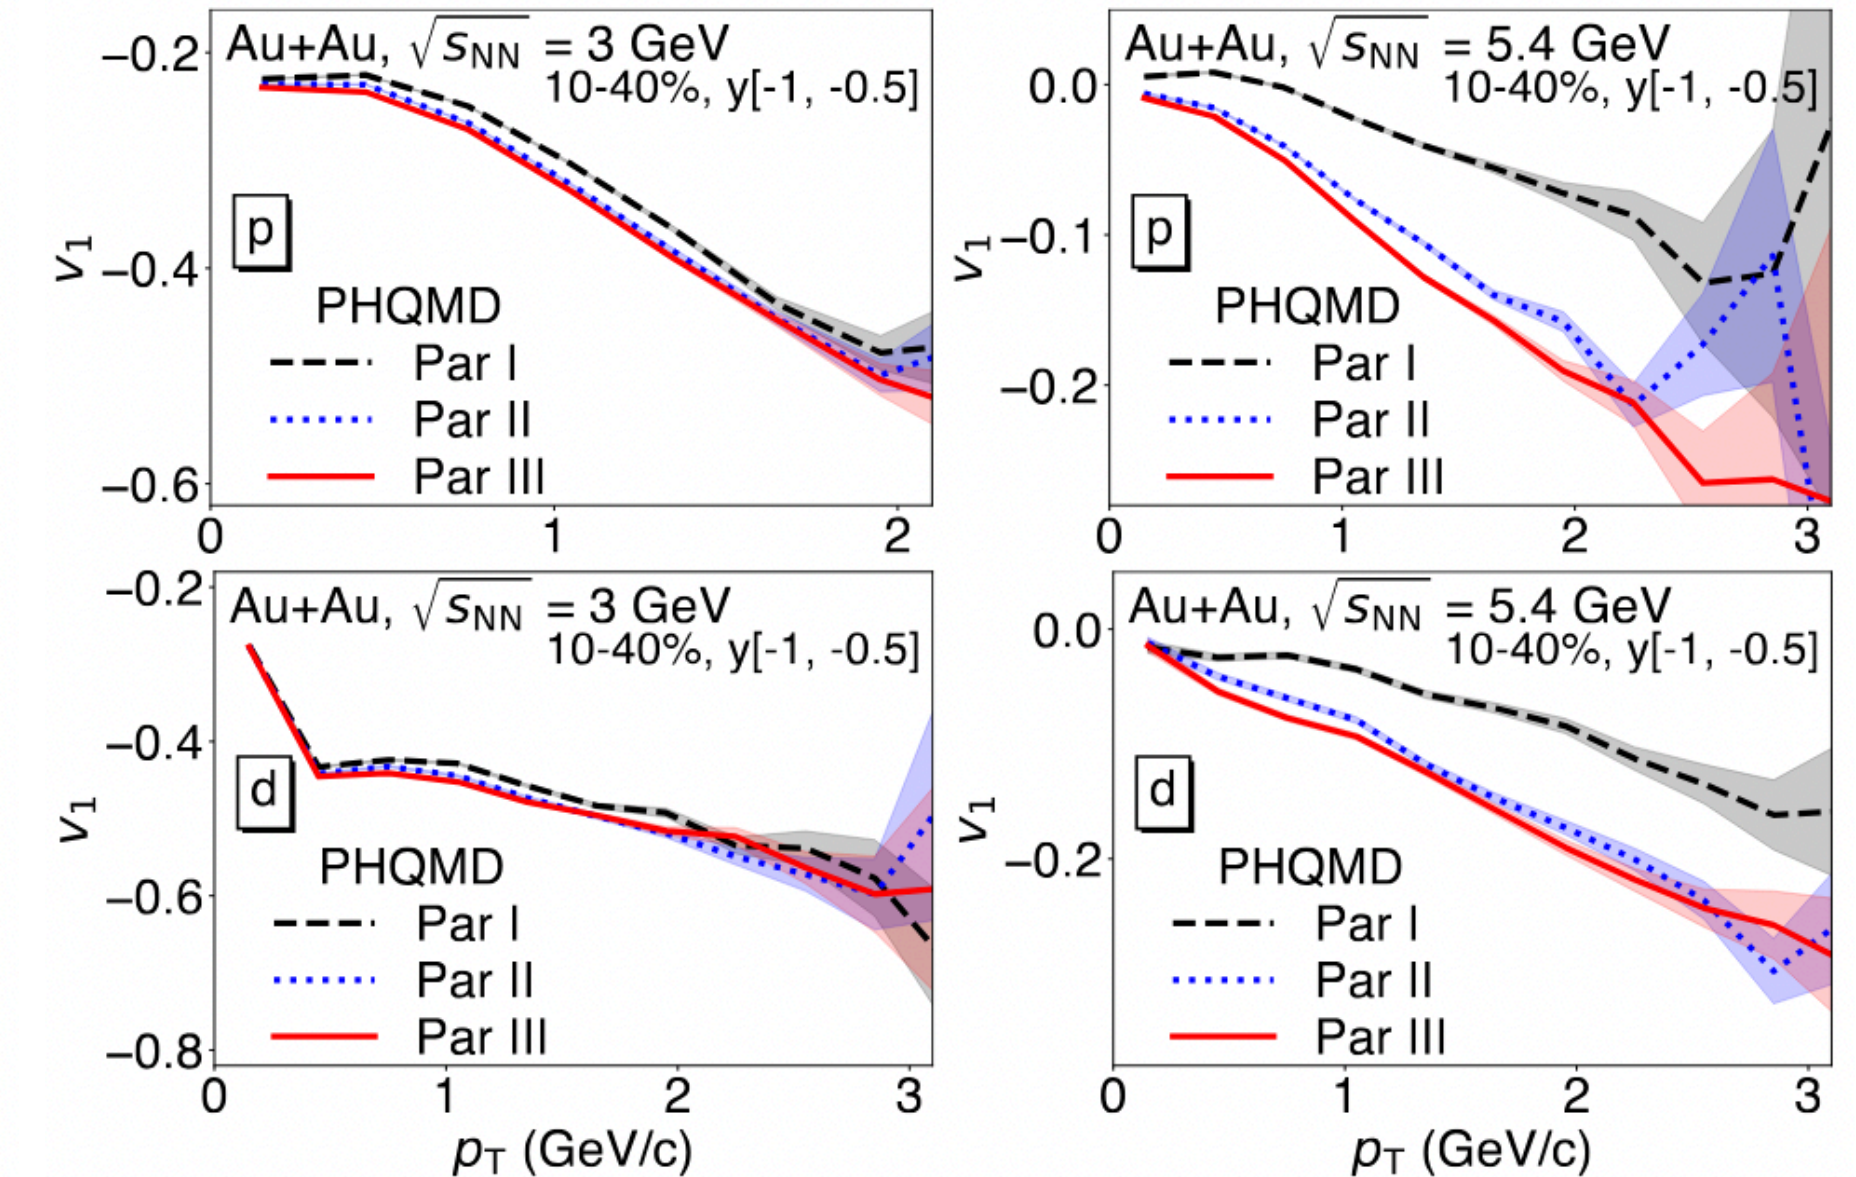 Au+Au, √sNN = 3 GeV
10-40%, y[-1, -0.5]
−0.2
−0.4
−0.6
v1
p
PHQMD
Par I
Par II
Par III
0 1 2
Au+Au, √sNN = 5.4 GeV
10-40%, y[-1, -0.5]
0.0
−0.1
−0.2
v1
p
PHQMD
Par I
Par II
Par III
0 1 2 3
Au+Au, √sNN = 3 GeV
10-40%, y[-1, -0.5]
−0.2
−0.4
−0.6
−0.8
v1
d
PHQMD
Par I
Par II
Par III
0 1 2 3
pT (GeV/c)
Au+Au, √sNN = 5.4 GeV
10-40%, y[-1, -0.5]
0.0
−0.2
v1
d
PHQMD
Par I
Par II
Par III
0 1 2 3
pT (GeV/c)